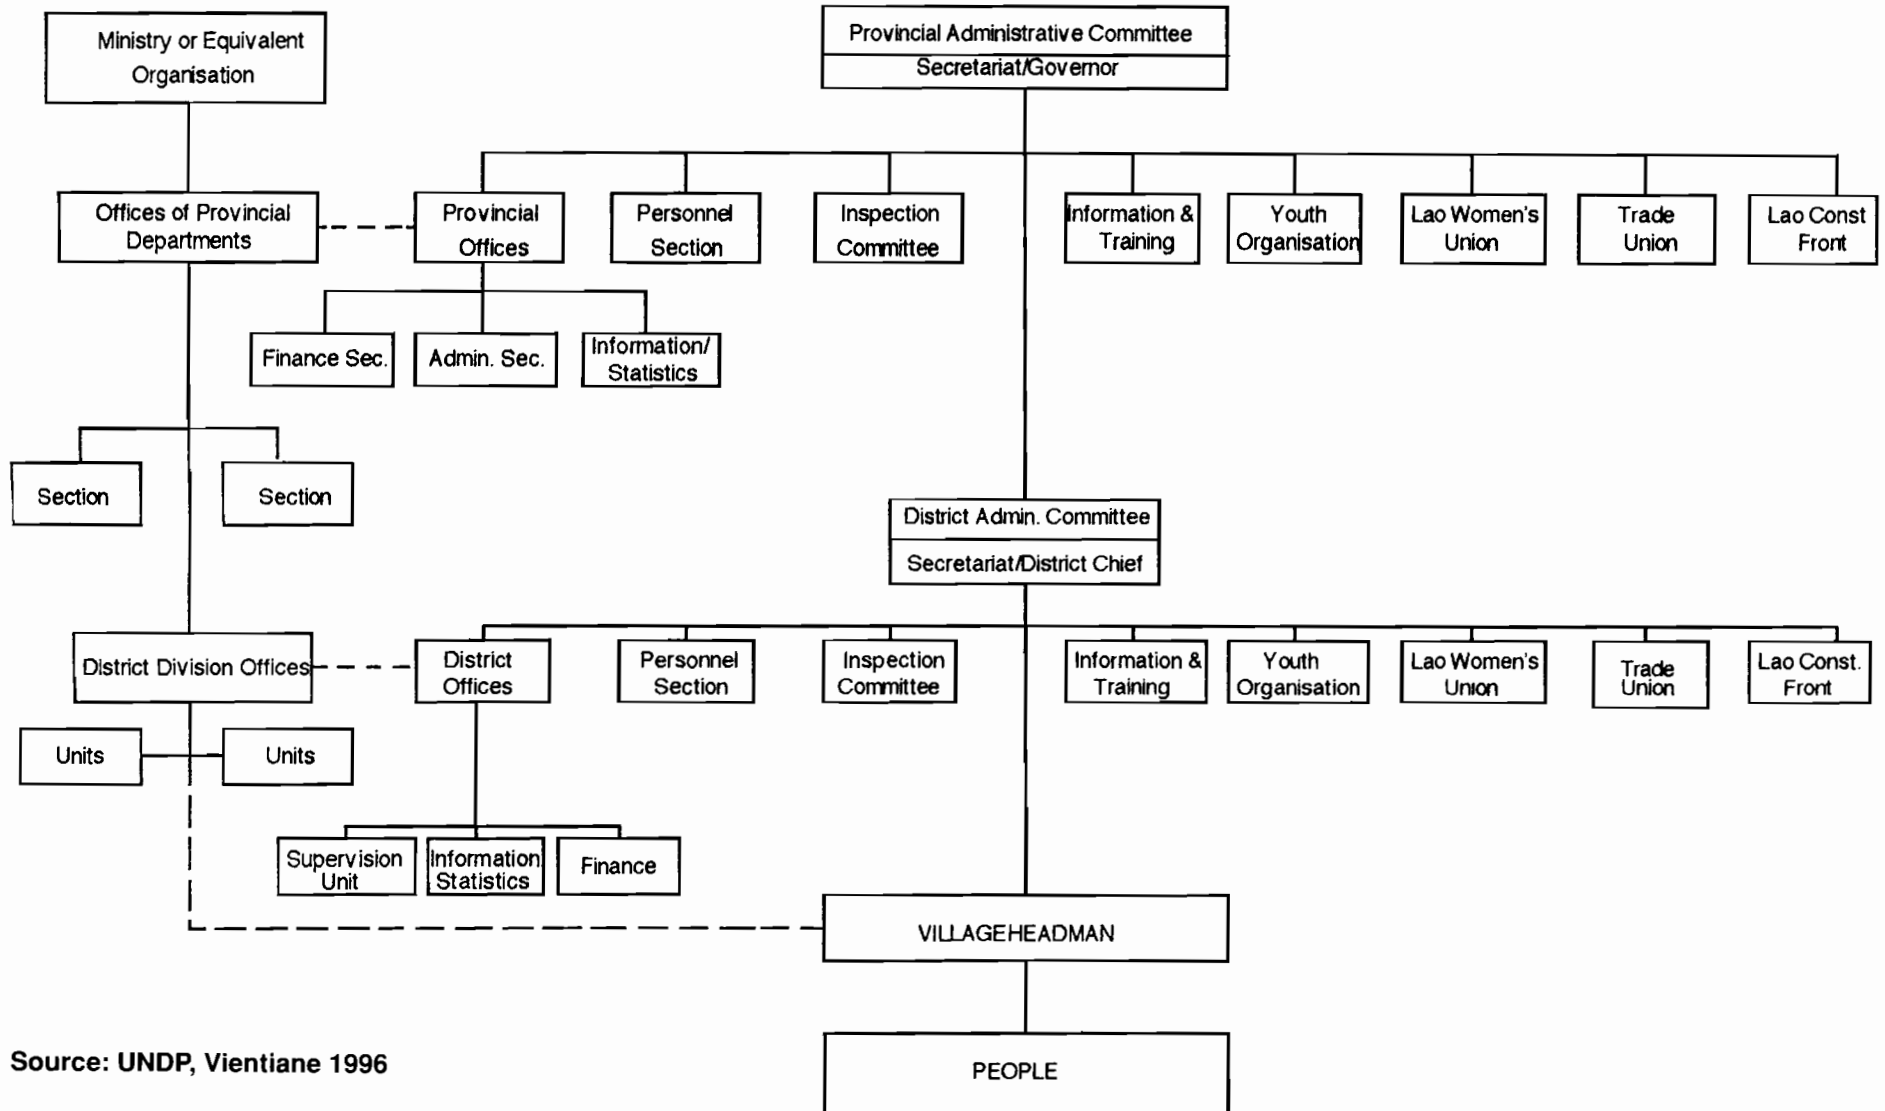 Ministry or Equivalent
Organisation
Provincial Administrative Committee
Secretariat/Governor
Offices of Provincial
Departments
Provincial
Offices
Personnel
Section
Inspection
Committee
Information &
Training
Youth
Organisation
Lao Women's
Union
Trade
Union
Lao Const
Front
Finance Sec.
Admin. Sec.
Information/
Statistics
Section
Section
District Admin. Committee
Secretariat/District Chief
District Division Offices
District
Offices
Personnel
Section
Inspection
Committee
Information &
Training
Youth
Organisation
Lao Women's
Union
Trade
Union
Lao Const.
Front
Units
Units
Supervision
Unit
Information
Statistics
Finance
VILLAGEHEADMAN
PEOPLE
Source: UNDP, Vientiane 1996